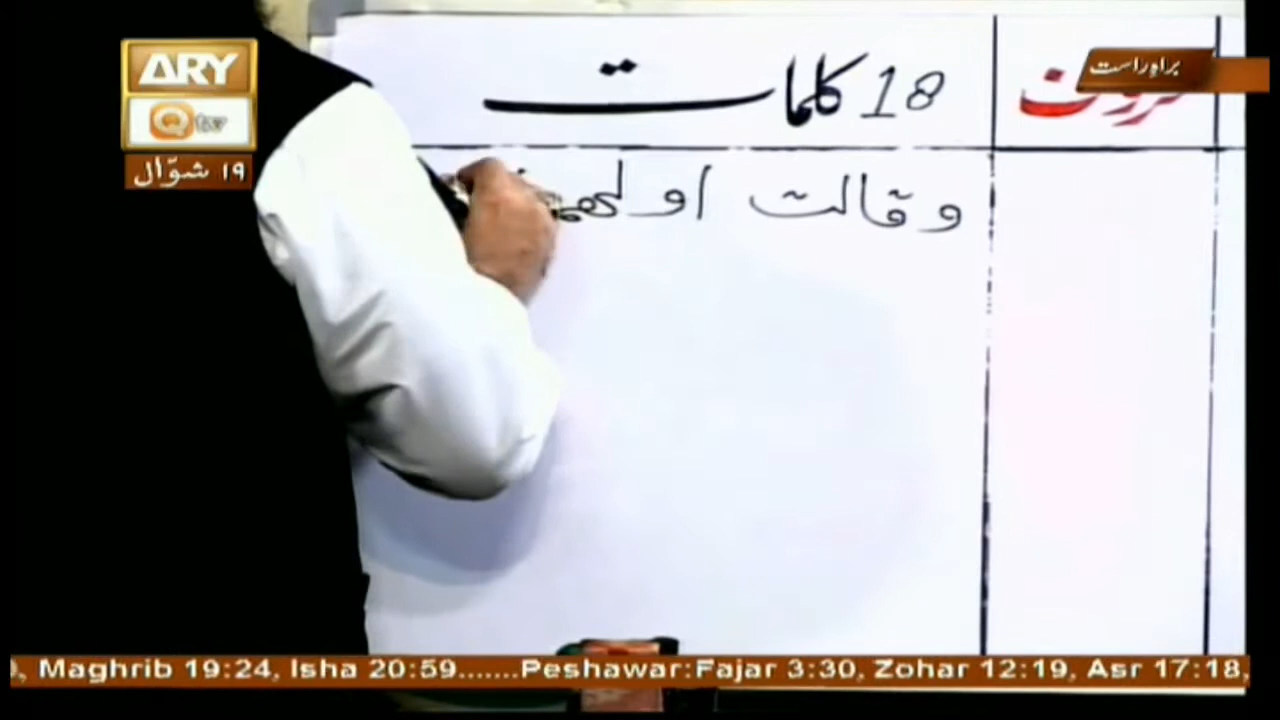 ARY
Q tv
۱۹ شوّال
براہِ راست
18 کلمات
وقالت اولھم
Maghrib 19:24, Isha 20:59.......Peshawar:Fajar 3:30, Zohar 12:19, Asr 17:18,